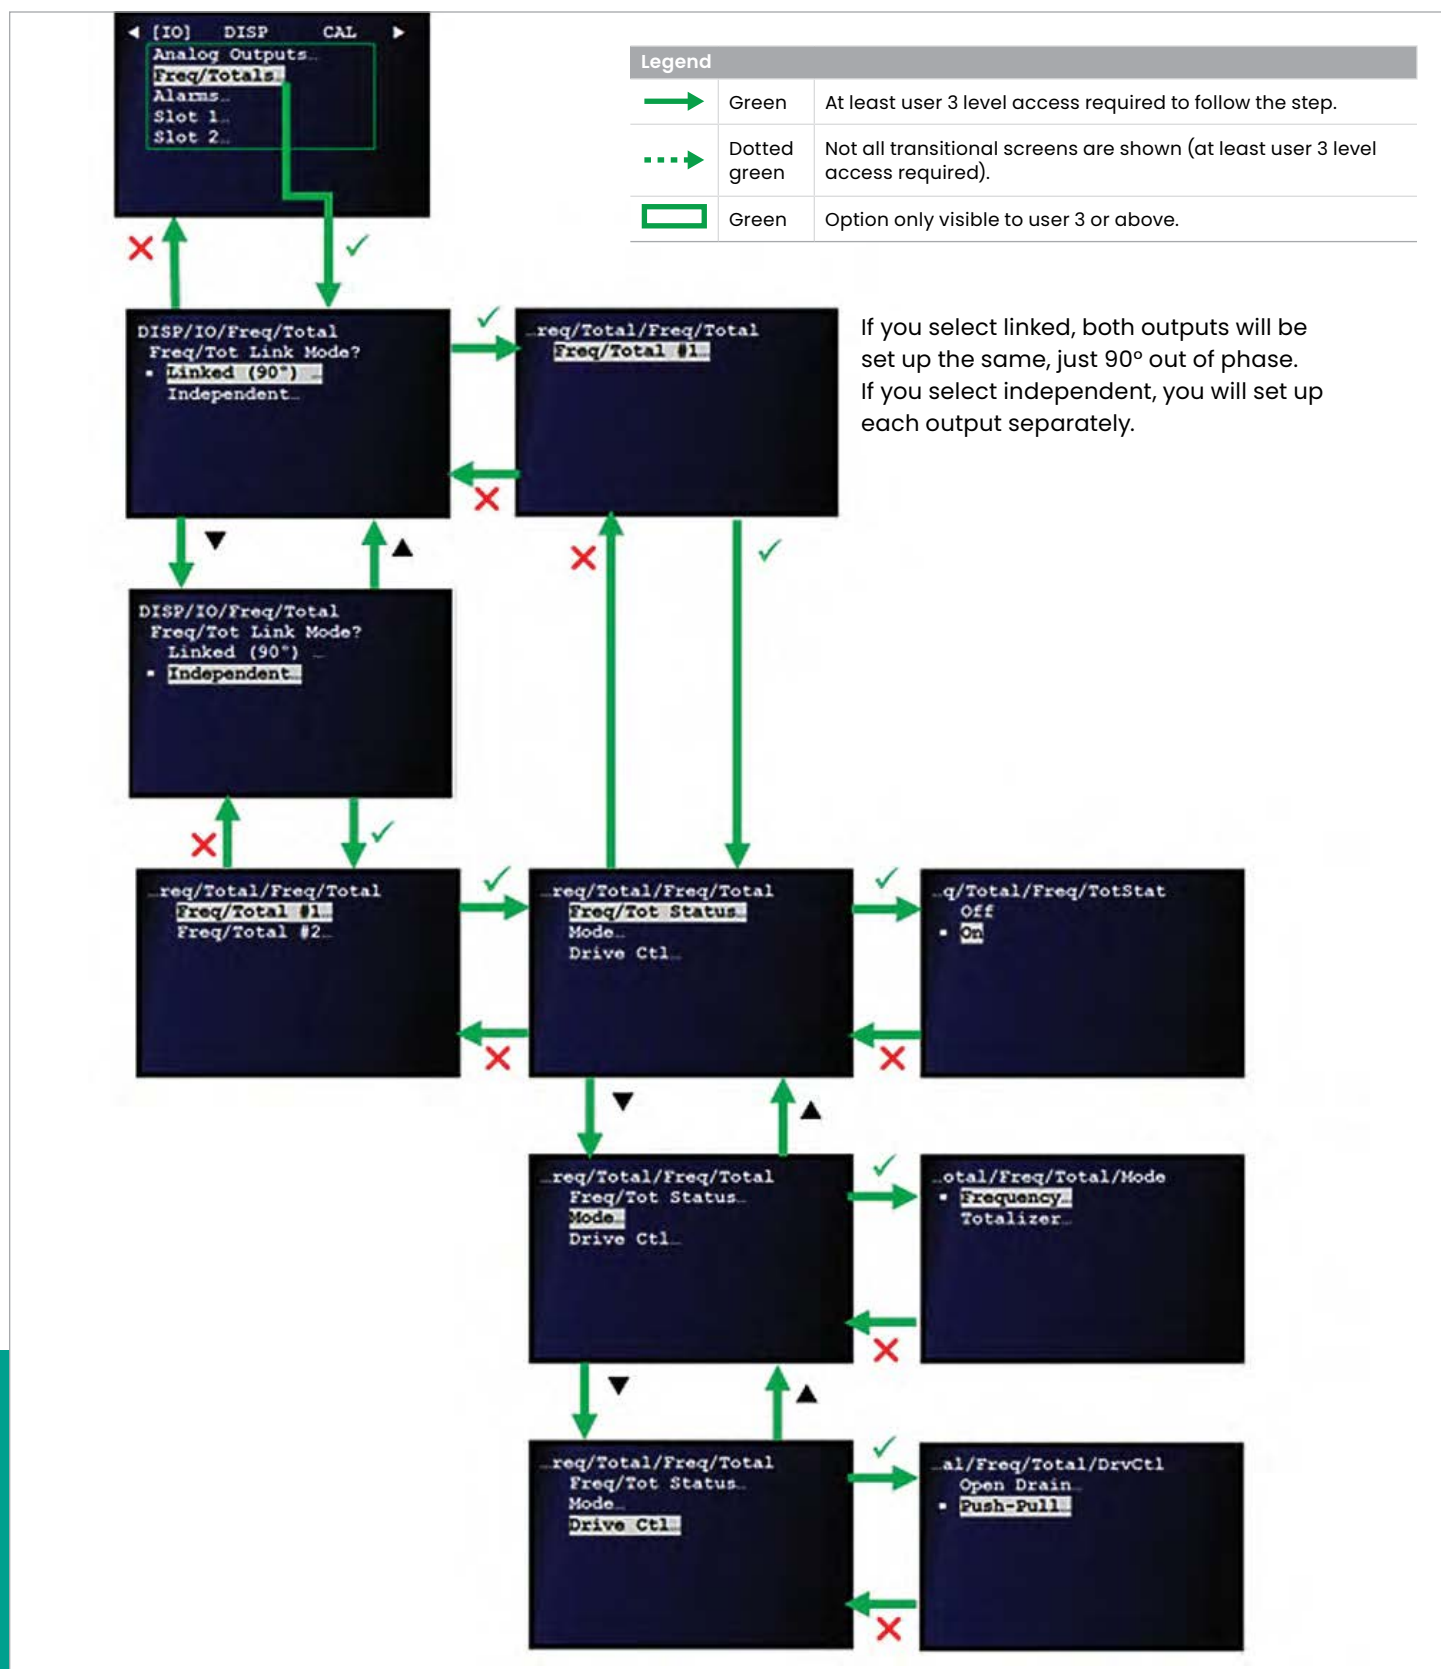 [IO] DISP CAL
Analog Outputs…
Freq/Totals…
Alarms…
Slot 1…
Slot 2…
Legend
Green At least user 3 level access required to follow the step.
Dotted green Not all transitional screens are shown (at least user 3 level access required).
Green Option only visible to user 3 or above.
DISP/IO/Freq/Total
Freq/Tot Link Mode?
Linked (90°) …
Independent…
…req/Total/Freq/Total
Freq/Total #1…
If you select linked, both outputs will be
set up the same, just 90° out of phase.
If you select independent, you will set up
each output separately.
DISP/IO/Freq/Total
Freq/Tot Link Mode?
Linked (90°) …
Independent…
…req/Total/Freq/Total
Freq/Total #1…
Freq/Total #2…
…req/Total/Freq/Total
Freq/Tot Status…
Mode…
Drive Ctl…
…q/Total/Freq/TotStat
Off
On
…req/Total/Freq/Total
Freq/Tot Status…
Mode…
Drive Ctl…
…otal/Freq/Total/Mode
Frequency…
Totalizer…
…req/Total/Freq/Total
Freq/Tot Status…
Mode…
Drive Ctl…
…al/Freq/Total/DrvCtl
Open Drain…
Push-Pull…